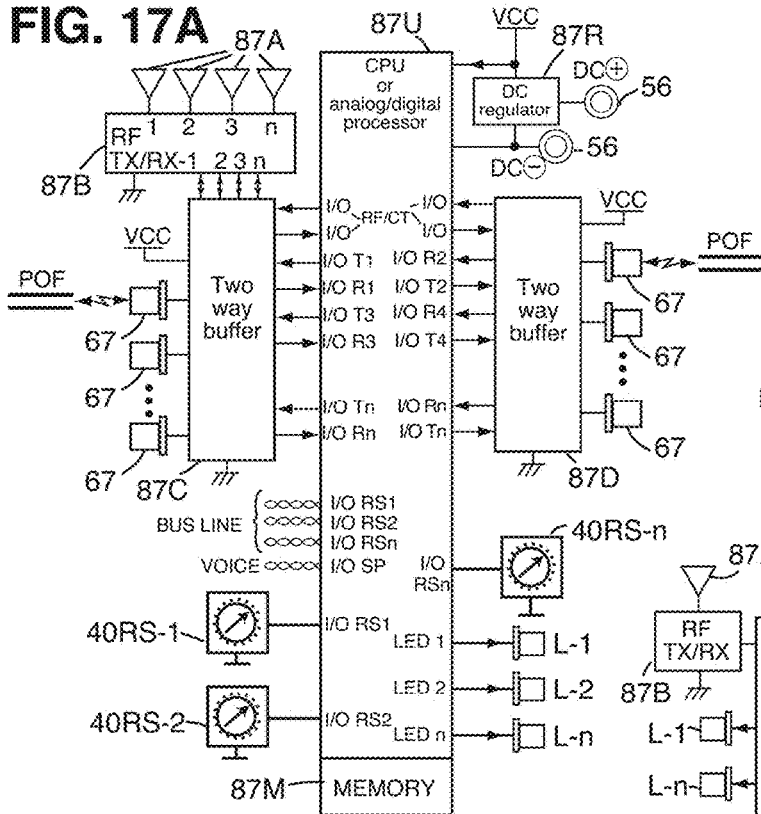 FIG. 17A
87A
87U
VCC
87R
DC⊕
56
CPU
or
analog/digital
processor
DC
regulator
DC⊖
56
1 2 3 n
RF
TX/RX-1 2 3 n
87B
VCC
I/O
RF/CT
I/O
I/O
I/O
VCC
I/O T1
I/O R2
POF
POF
Two
way
buffer
I/O R1
I/O T2
Two
way
buffer
67
67
I/O T3
I/O R4
I/O R3
I/O T4
67
67
I/O Tn
I/O Rn
I/O Rn
I/O Tn
67
67
87C
87D
BUS LINE
I/O RS1
I/O RS2
I/O RSn
VOICE
I/O SP
40RS-n
I/O
RSn
40RS-1
I/O RS1
LED 1
L-1
LED 2
L-2
40RS-2
I/O RS2
LED n
L-n
87M
MEMORY
RF
TX/RX
87B
L-1
L-n